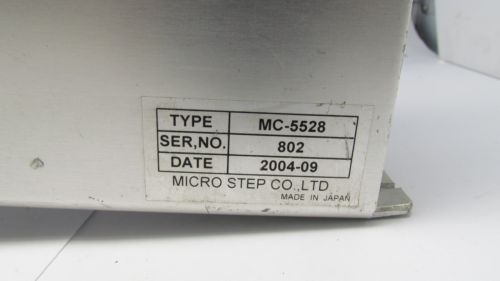 TYPE MC-5528
SER,NO. 802
DATE 2004-09
MICRO STEP CO.,LTD
MADE IN JAPAN